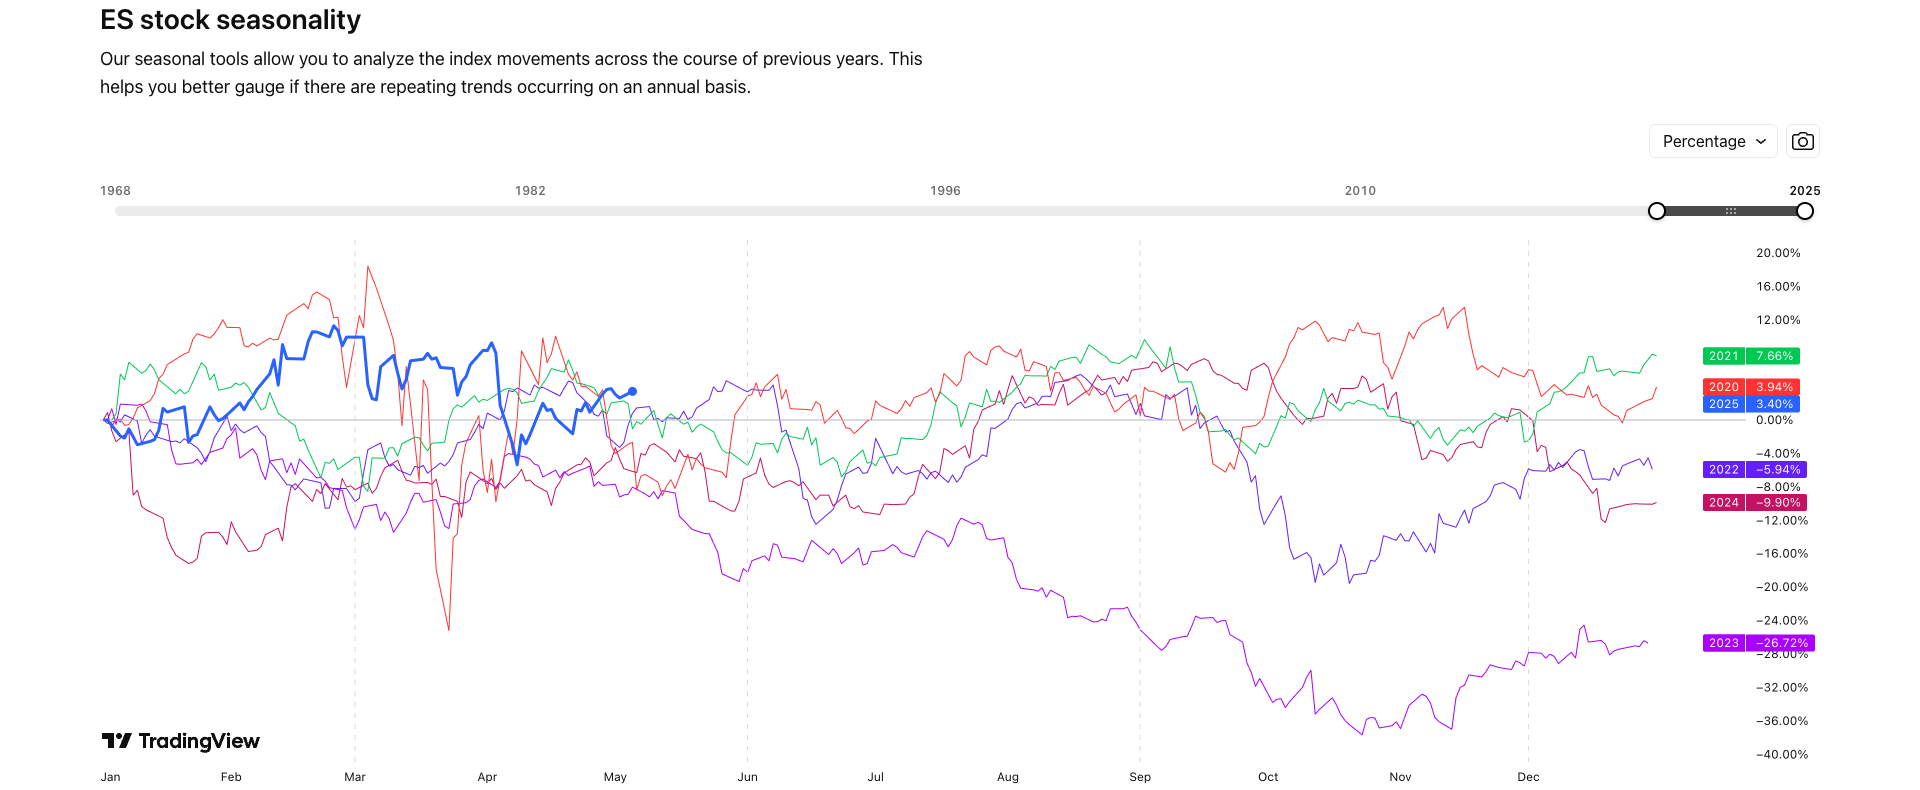 ES stock seasonality
Our seasonal tools allow you to analyze the index movements across the course of previous years. This
helps you better gauge if there are repeating trends occurring on an annual basis.
Percentage
1968 1982 1996 2010 2025
20.00%
16.00%
12.00%
2021 7.66%
2020 3.94%
2025 3.40%
0.00%
−4.00%
2022 −5.94%
−8.00%
2024 −9.90%
−12.00%
−16.00%
−20.00%
−24.00%
2023 −26.72%
−28.00%
−32.00%
−36.00%
TradingView
−40.00%
Jan Feb Mar Apr May Jun Jul Aug Sep Oct Nov Dec